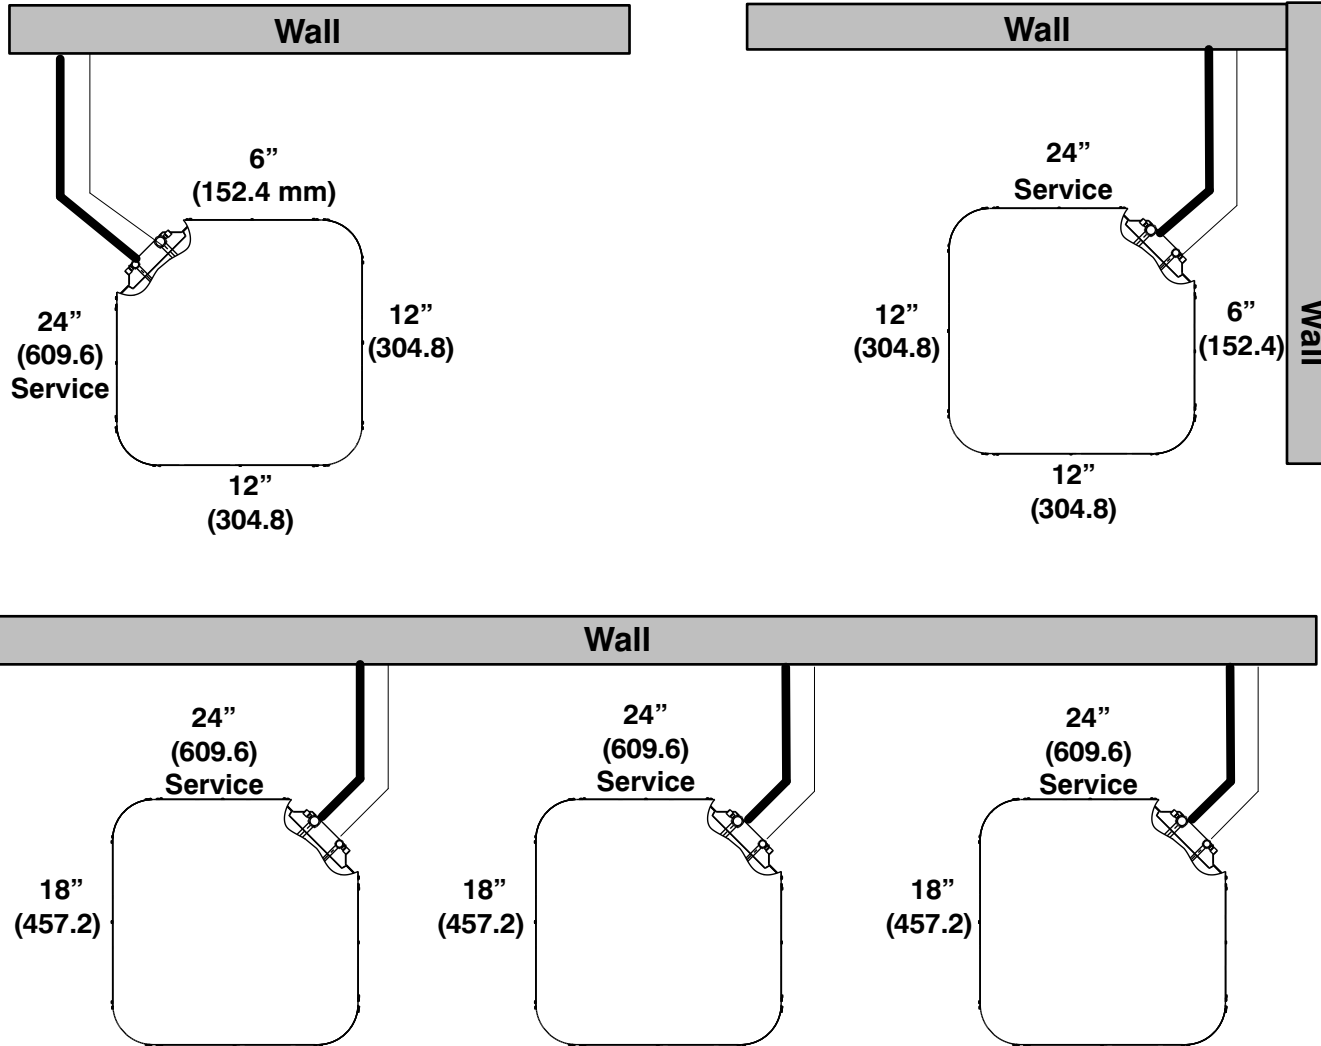 Wall
6”
(152.4 mm)
24”
(609.6)
Service
12”
(304.8)
12”
(304.8)
Wall
24”
Service
12”
(304.8)
6”
(152.4)
Wall
12”
(304.8)
Wall
24”
(609.6)
Service
18”
(457.2)
24”
(609.6)
Service
18”
(457.2)
24”
(609.6)
Service
18”
(457.2)